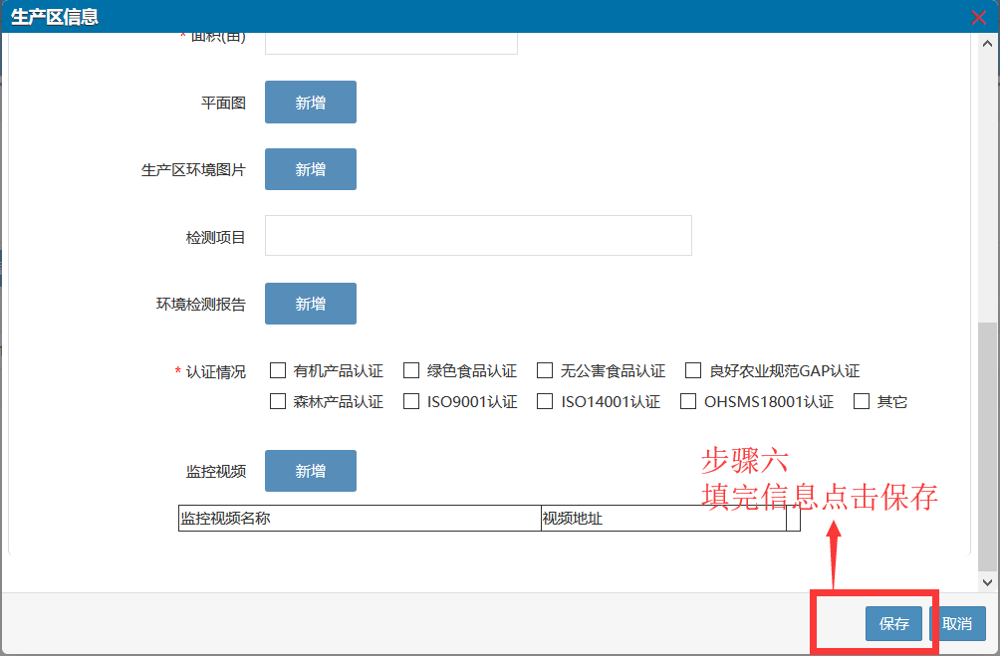 生产区信息
* 面积(亩)
平面图 新增
生产区环境图片 新增
检测项目
环境检测报告 新增
* 认证情况 有机产品认证 绿色食品认证 无公害食品认证 良好农业规范GAP认证
森林产品认证 ISO9001认证 ISO14001认证 OHSMS18001认证 其它
监控视频 新增
步骤六
填完信息点击保存
监控视频名称 视频地址
保存 取消